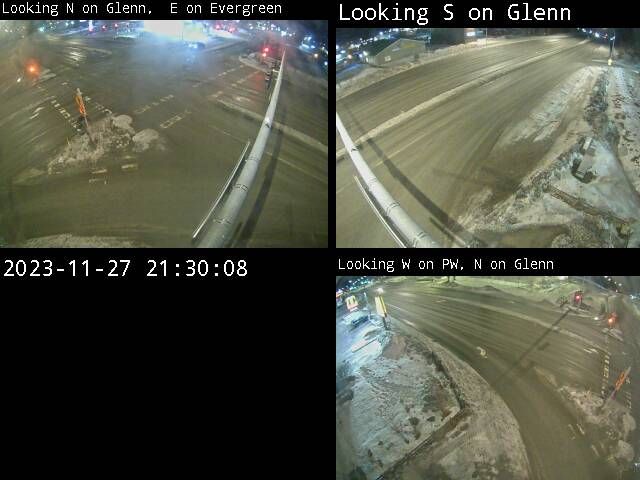 Looking N on Glenn,  E on Evergreen
Looking S on Glenn
2023-11-27 21:30:08
Looking W on PW, N on Glenn